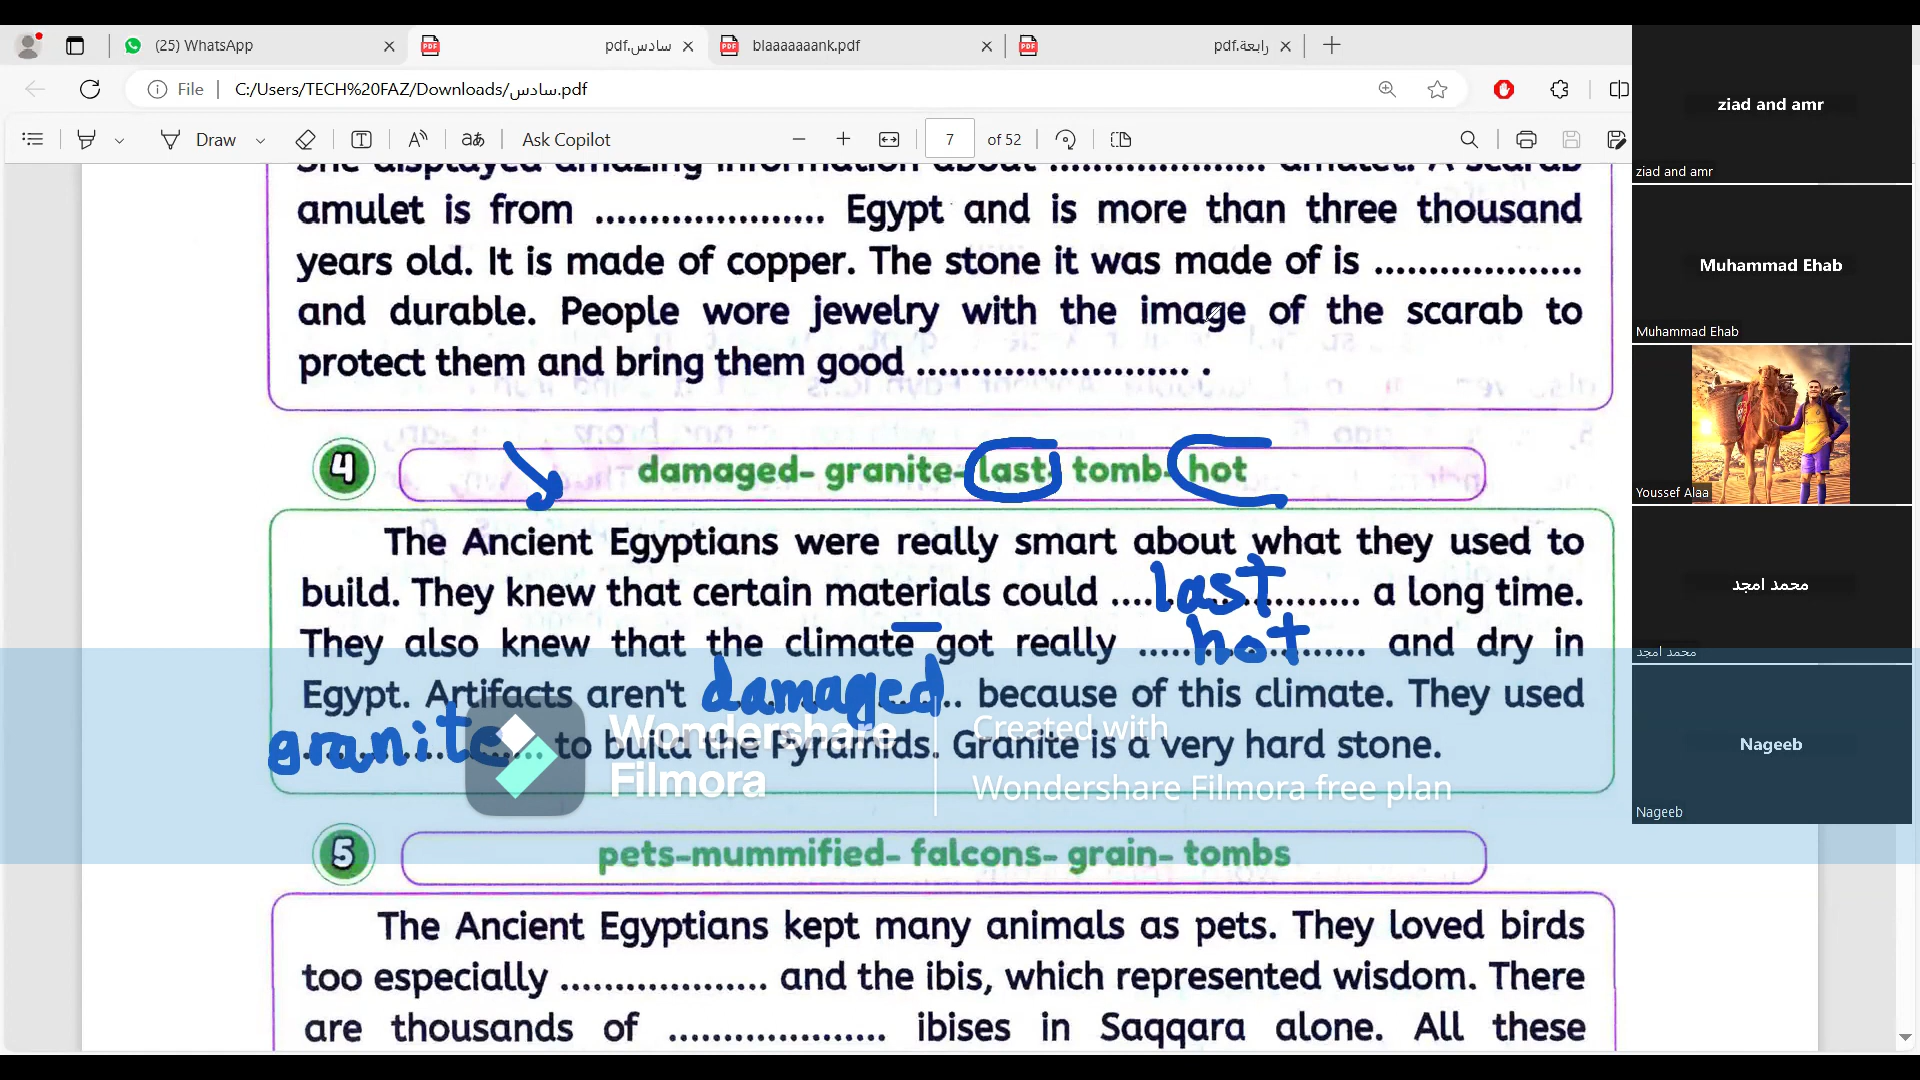 (25) WhatsApp
سادس.pdf
blaaaaaaank.pdf
رابعة.pdf
File
C:/Users/TECH%20FAZ/Downloads/سادس.pdf
Draw
Ask Copilot
7 of 52
She displayed amazing information about .................... amulet. A scarab
amulet is from .................... Egypt and is more than three thousand
years old. It is made of copper. The stone it was made of is ...................
and durable. People wore jewelry with the image of the scarab to
protect them and bring them good ......................... .
4
damaged- granite- last- tomb- hot
The Ancient Egyptians were really smart about what they used to
build. They knew that certain materials could last a long time.
They also knew that the climate got really hot and dry in
Egypt. Artifacts aren't damaged because of this climate. They used
granite to build the Pyramids. Granite is a very hard stone.
Wondershare Filmora
Created with
Wondershare Filmora free plan
5
pets-mummified- falcons- grain- tombs
The Ancient Egyptians kept many animals as pets. They loved birds
too especially ................... and the ibis, which represented wisdom. There
are thousands of .................... ibises in Saqqara alone. All these
ziad and amr
ziad and amr
Muhammad Ehab
Muhammad Ehab
Youssef Alaa
محمد امجد
محمد امجد
Nageeb
Nageeb